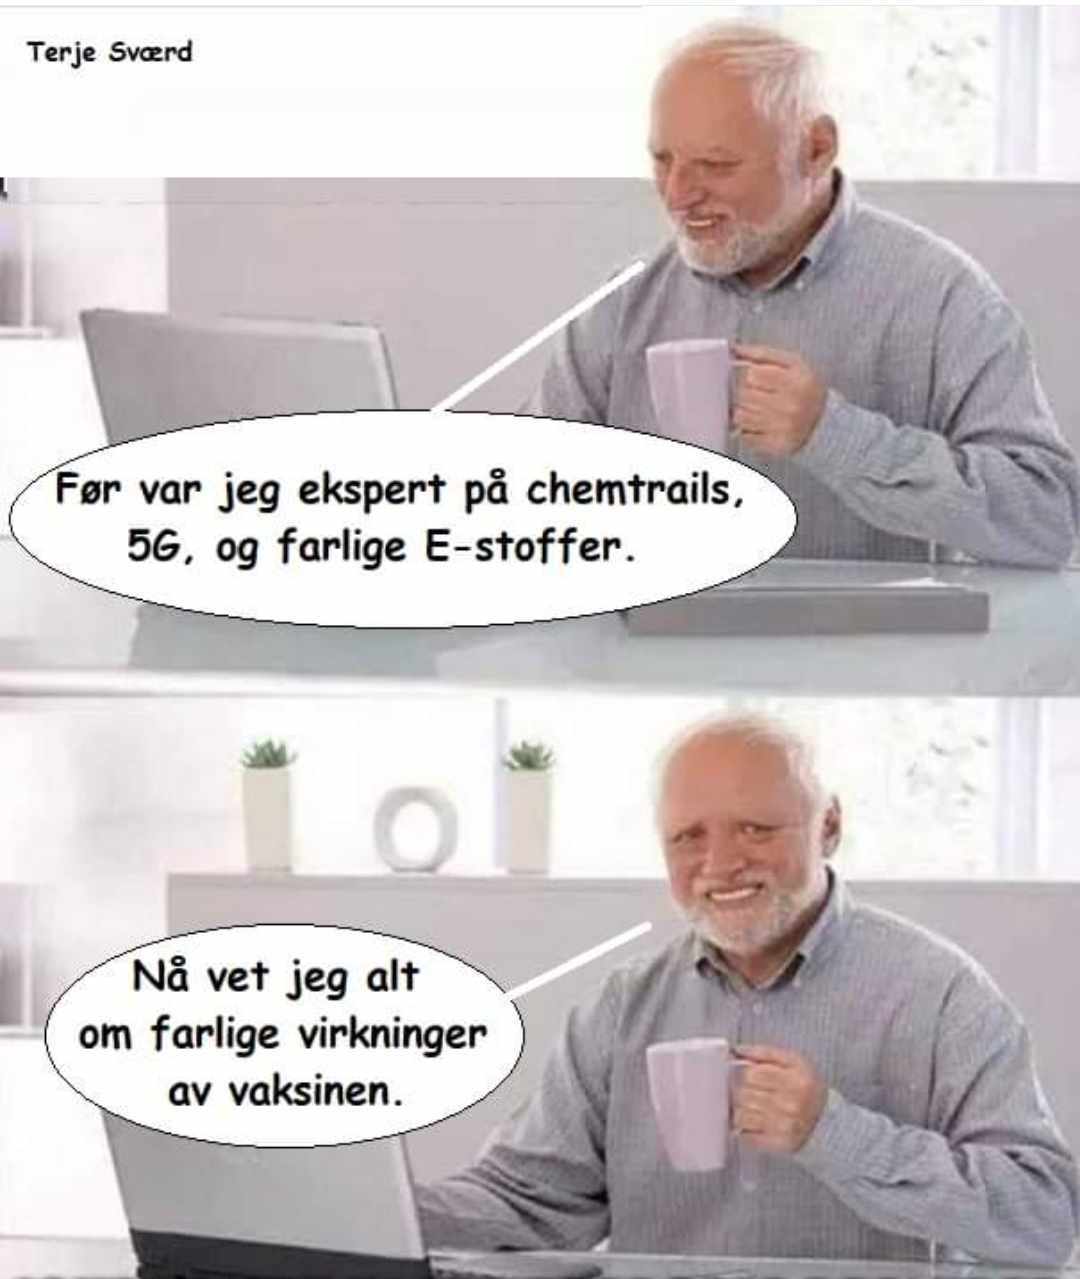 Terje Sværd
Før var jeg ekspert på chemtrails,
5G, og farlige E-stoffer.
Nå vet jeg alt
om farlige virkninger
av vaksinen.